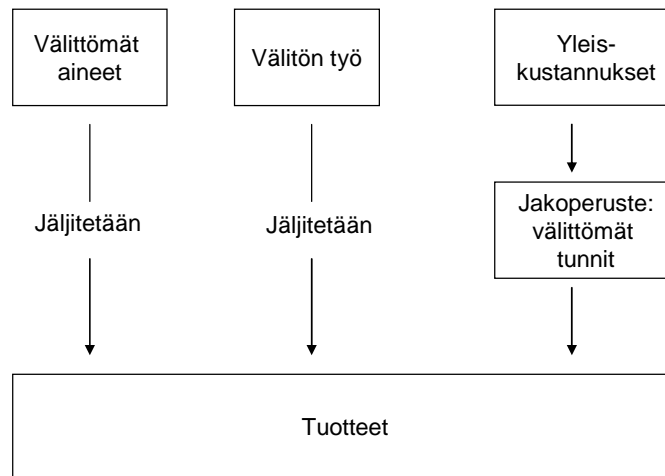 Välittömät
aineet
Välitön työ
Yleis-
kustannukset
Jäljitetään
Jäljitetään
Jakoperuste:
välittömät
tunnit
Tuotteet